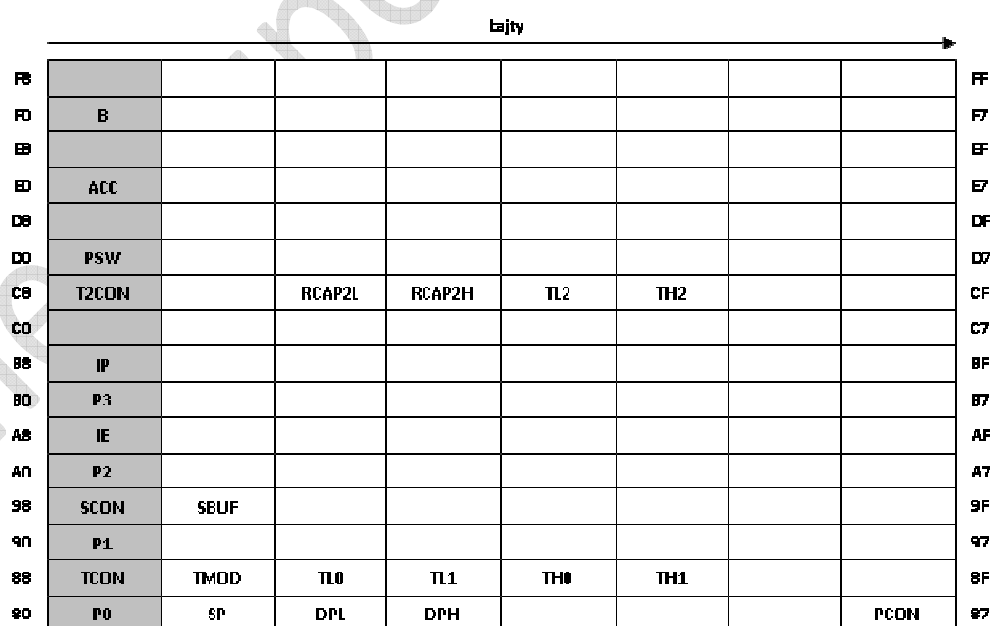 bajty
F8 FF
F0 B F7
E8 EF
E0 ACC E7
D8 DF
D0 PSW D7
C8 T2CON RCAP2L RCAP2H TL2 TH2 CF
C0 C7
B8 IP BF
B0 P3 B7
A8 IE AF
A0 P2 A7
98 SCON SBUF 9F
90 P1 97
88 TCON TMOD TL0 TL1 TH0 TH1 8F
80 P0 SP DPL DPH PCON 87